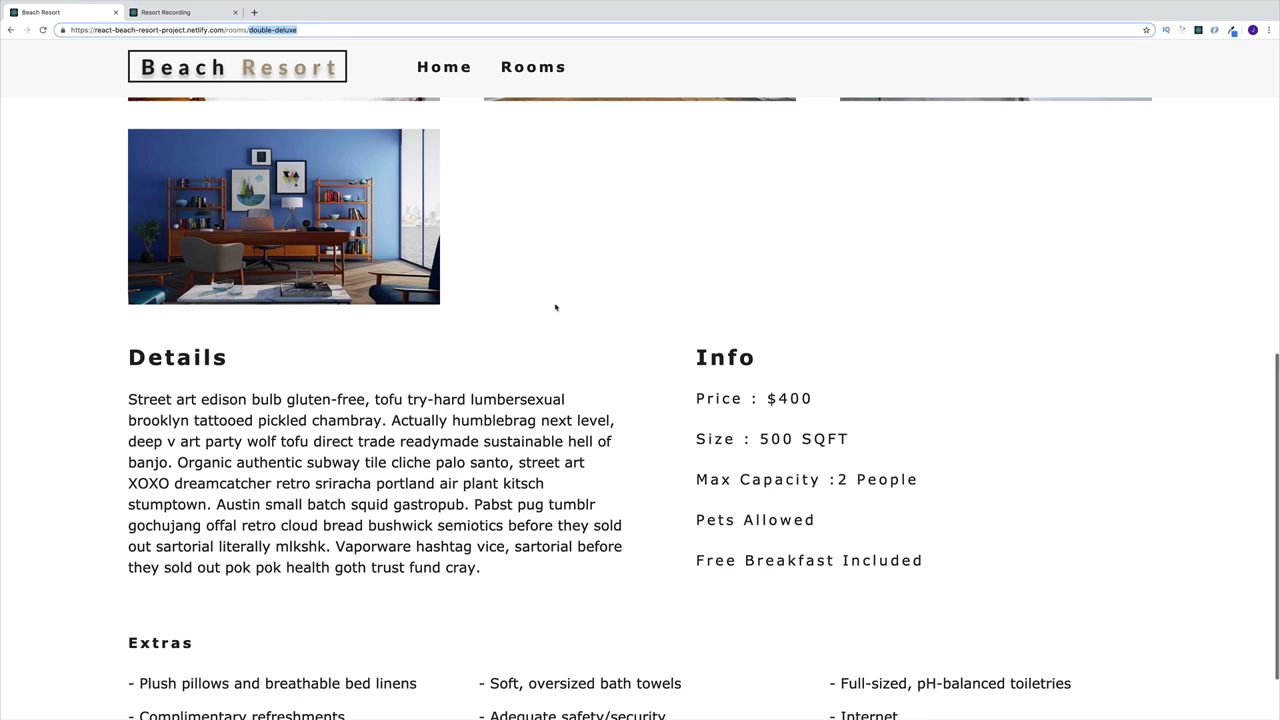 Beach Resort
Resort Recording
https://react-beach-resort-project.netlify.com/rooms/double-deluxe
IQ
J
Beach Resort
Home
Rooms
Details
Street art edison bulb gluten-free, tofu try-hard lumbersexual
brooklyn tattooed pickled chambray. Actually humblebrag next level,
deep v art party wolf tofu direct trade readymade sustainable hell of
banjo. Organic authentic subway tile cliche palo santo, street art
XOXO dreamcatcher retro sriracha portland air plant kitsch
stumptown. Austin small batch squid gastropub. Pabst pug tumblr
gochujang offal retro cloud bread bushwick semiotics before they sold
out sartorial literally mlkshk. Vaporware hashtag vice, sartorial before
they sold out pok pok health goth trust fund cray.
Info
Price : $400
Size : 500 SQFT
Max Capacity :2 People
Pets Allowed
Free Breakfast Included
Extras
- Plush pillows and breathable bed linens
- Soft, oversized bath towels
- Full-sized, pH-balanced toiletries
- Complimentary refreshments
- Adequate safety/security
- Internet